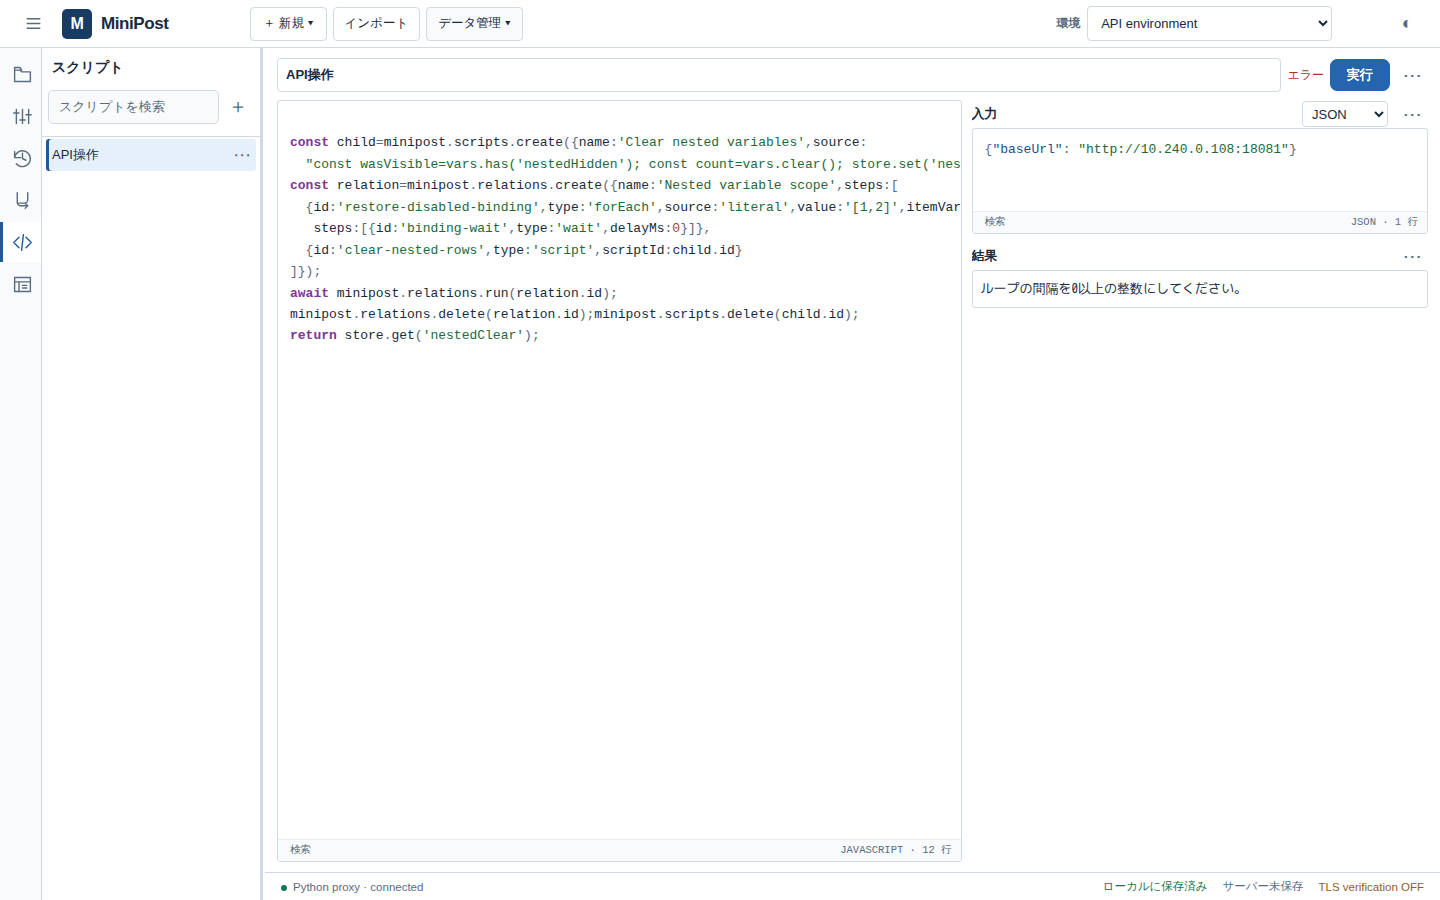 M MiniPost ＋ 新規 ▾ インポート データ管理 ▾ 環境 API environment
スクリプト
スクリプトを検索 +
API操作 ···
API操作 エラー 実行 ···
const child=minipost.scripts.create({name:'Clear nested variables',source:
"const wasVisible=vars.has('nestedHidden'); const count=vars.clear(); store.set('nes
const relation=minipost.relations.create({name:'Nested variable scope',steps:[
{id:'restore-disabled-binding',type:'forEach',source:'literal',value:'[1,2]',itemVar
steps:[{id:'binding-wait',type:'wait',delayMs:0}]},
{id:'clear-nested-rows',type:'script',scriptId:child.id}
]});
await minipost.relations.run(relation.id);
minipost.relations.delete(relation.id);minipost.scripts.delete(child.id);
return store.get('nestedClear');
検索 JAVASCRIPT · 12 行
入力 JSON ···
{"baseUrl": "http://10.240.0.108:18081"}
検索 JSON · 1 行
結果 ···
ループの間隔を0以上の整数にしてください。
Python proxy · connected ローカルに保存済み サーバー未保存 TLS verification OFF